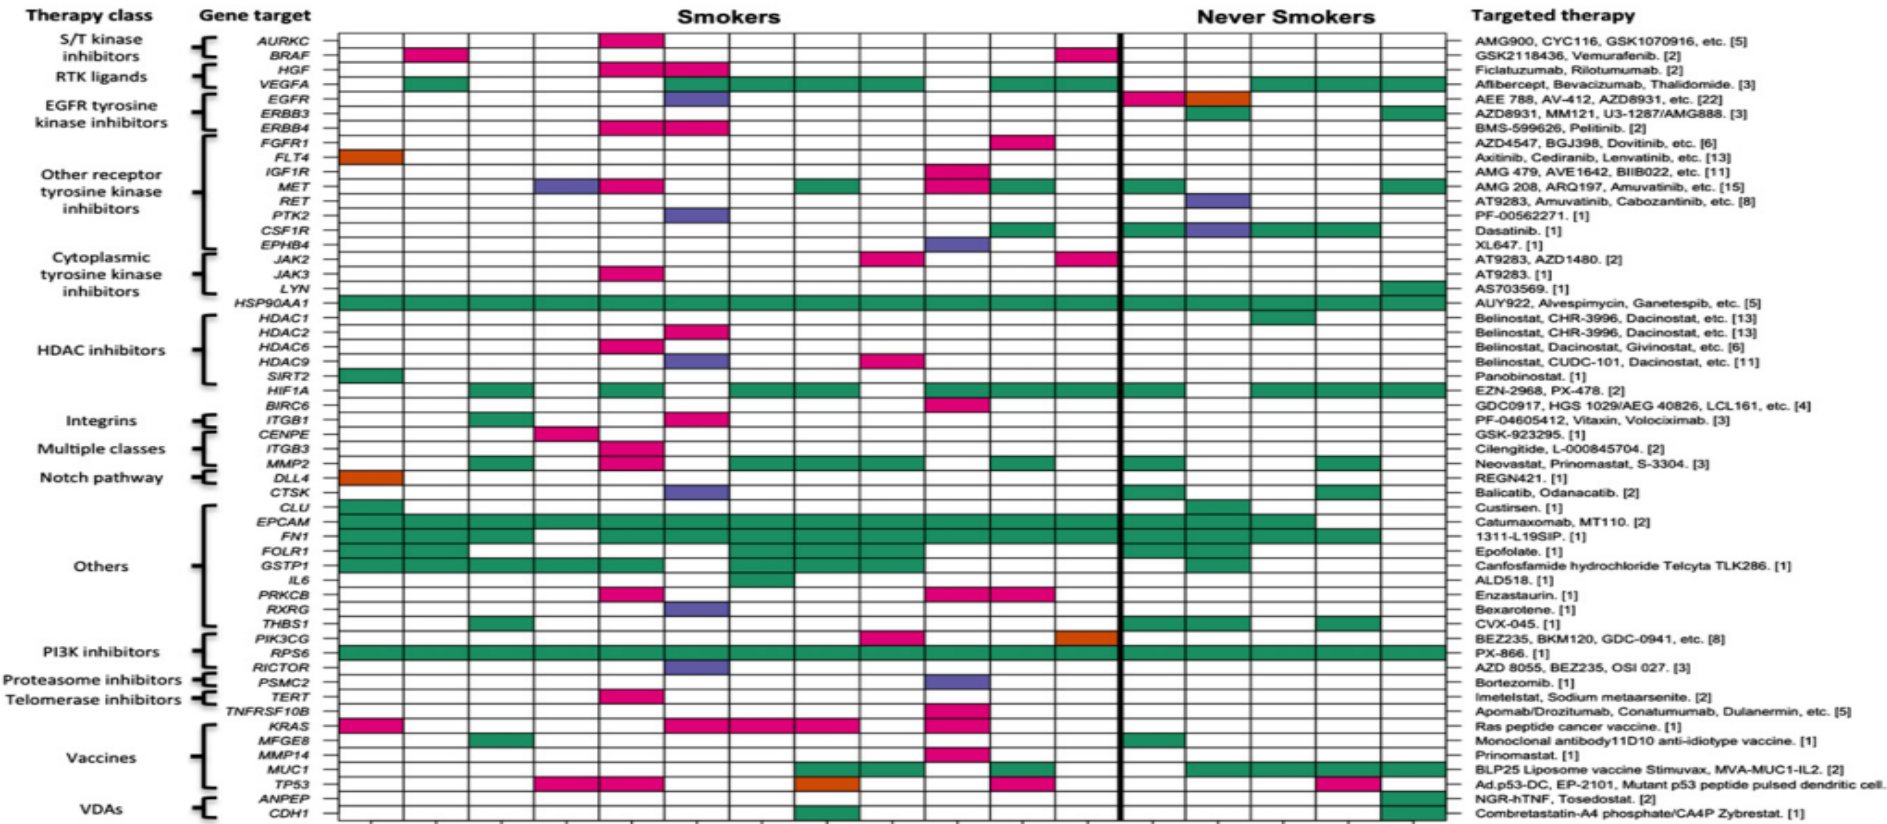 Therapy class Gene target Smokers Never Smokers Targeted therapy
S/T kinase inhibitors
RTK ligands
EGFR tyrosine kinase inhibitors
Other receptor tyrosine kinase inhibitors
Cytoplasmic tyrosine kinase inhibitors
HDAC inhibitors
Integrins
Multiple classes
Notch pathway
Others
PI3K inhibitors
Proteasome inhibitors
Telomerase inhibitors
Vaccines
VDAs
AURKC AMG900, CYC116, GSK1070916, etc. [5]
BRAF GSK2118436, Vemurafenib. [2]
HGF Ficlatuzumab, Rilotumumab. [2]
VEGFA Aflibercept, Bevacizumab, Thalidomide. [3]
EGFR AEE 788, AV-412, AZD8931, etc. [22]
ERBB3 AZD8931, MM121, U3-1287/AMG888. [3]
ERBB4 BMS-599626, Pelitinib. [2]
FGFR1 AZD4547, BGJ398, Dovitinib, etc. [6]
FLT4 Axitinib, Cediranib, Lenvatinib, etc. [13]
IGF1R AMG 479, AVE1642, BIIB022, etc. [11]
MET AMG 208, ARQ197, Amuvatinib, etc. [15]
RET AT9283, Amuvatinib, Cabozantinib, etc. [8]
PTK2 PF-00562271. [1]
CSF1R Dasatinib. [1]
EPHB4 XL647. [1]
JAK2 AT9283, AZD1480. [2]
JAK3 AT9283. [1]
LYN AS703569. [1]
HSP90AA1 AUY922, Alvespimycin, Ganetespib, etc. [5]
HDAC1 Belinostat, CHR-3996, Dacinostat, etc. [13]
HDAC2 Belinostat, CHR-3996, Dacinostat, etc. [13]
HDAC6 Belinostat, Dacinostat, Givinostat, etc. [6]
HDAC9 Belinostat, CUDC-101, Dacinostat, etc. [11]
SIRT2 Panobinostat. [1]
HIF1A EZN-2968, PX-478. [2]
BIRC6 GDC0917, HGS 1029/AEG 40826, LCL161, etc. [4]
ITGB1 PF-04605412, Vitaxin, Volociximab. [3]
CENPE GSK-923295. [1]
ITGB3 Cilengitide, L-000845704. [2]
MMP2 Neovastat, Prinomastat, S-3304. [3]
DLL4 REGN421. [1]
CTSK Balicatib, Odanacatib. [2]
CLU Custirsen. [1]
EPCAM Catumaxomab, MT110. [2]
FN1 1311-L19SIP. [1]
FOLR1 Epofolate. [1]
GSTP1 Canfosfamide hydrochloride Telcyta TLK286. [1]
IL6 ALD518. [1]
PRKCB Enzastaurin. [1]
RXRG Bexarotene. [1]
THBS1 CVX-045. [1]
PIK3CG BEZ235, BKM120, GDC-0941, etc. [8]
RPS6 PX-866. [1]
RICTOR AZD 8055, BEZ235, OSI 027. [3]
PSMC2 Bortezomib. [1]
TERT Imetelstat, Sodium metaarsenite. [2]
TNFRSF10B Apomab/Drozitumab, Conatumumab, Dulanermin, etc. [5]
KRAS Ras peptide cancer vaccine. [1]
MFGE8 Monoclonal antibody11D10 anti-idiotype vaccine. [1]
MMP14 Prinomastat. [1]
MUC1 BLP25 Liposome vaccine Stimuvax, MVA-MUC1-IL2. [2]
TP53 Ad.p53-DC, EP-2101, Mutant p53 peptide pulsed dendritic cell.
ANPEP NGR-hTNF, Tosedostat. [2]
CDH1 Combretastatin-A4 phosphate/CA4P Zybrestat. [1]